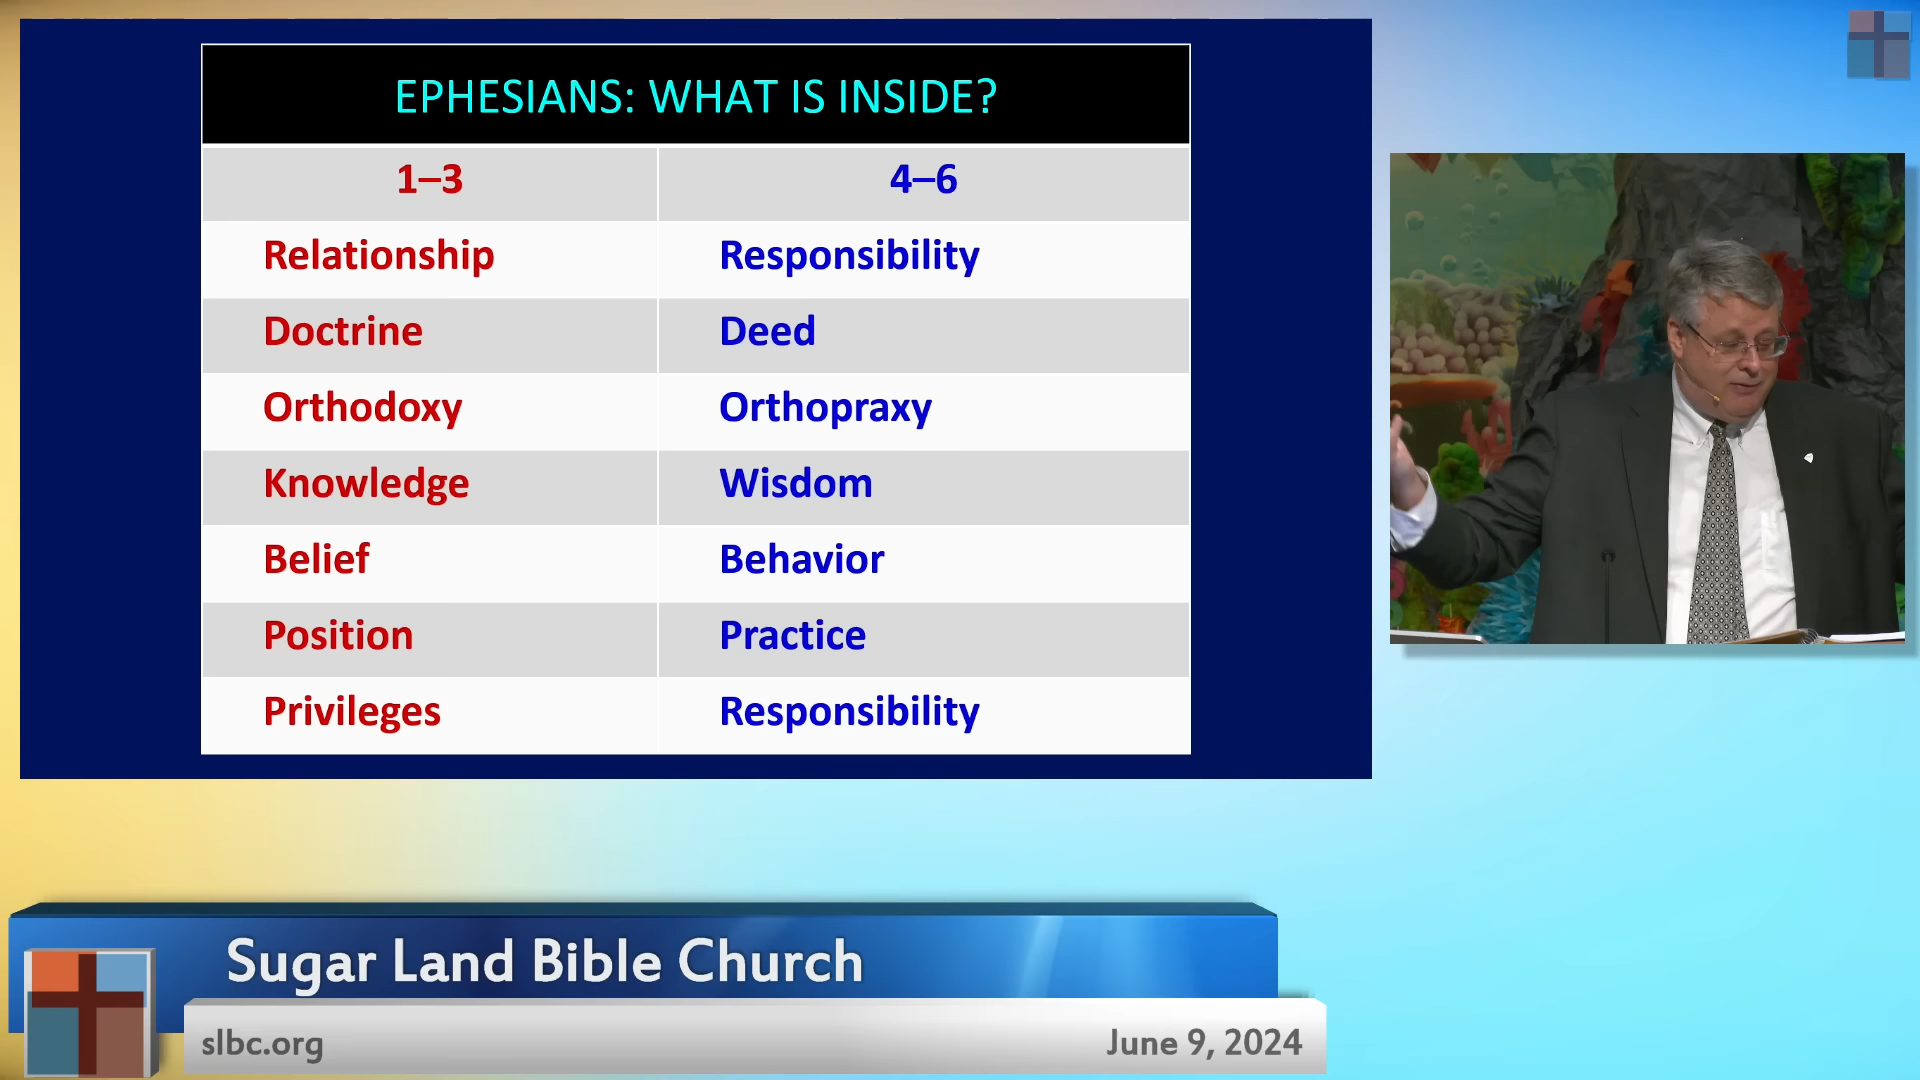 EPHESIANS: WHAT IS INSIDE?
1–3 4–6
Relationship Responsibility
Doctrine Deed
Orthodoxy Orthopraxy
Knowledge Wisdom
Belief Behavior
Position Practice
Privileges Responsibility
Sugar Land Bible Church
slbc.org June 9, 2024